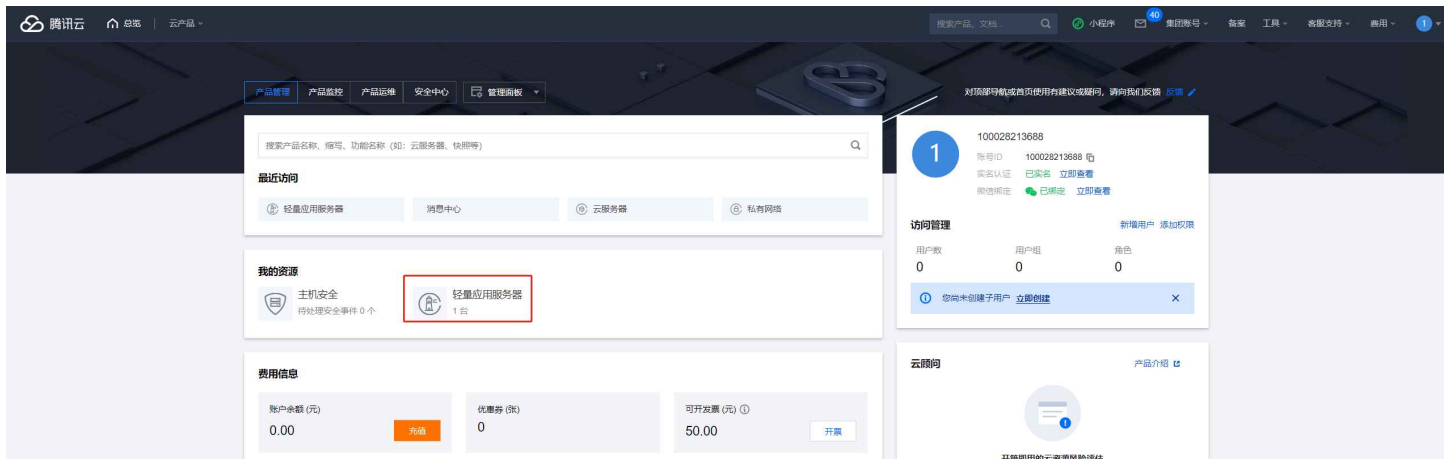 腾讯云 总览 云产品 搜索产品、文档... 小程序 40 集团账号 备案 工具 客服支持 费用 1
产品管理 产品监控 产品运维 安全中心 管理面板 对顶部导航或首页使用有建议或疑问，请向我们反馈 反馈
搜索产品名称、缩写、功能名称（如：云服务器、快照等）
最近访问
轻量应用服务器 消息中心 云服务器 私有网络
我的资源
主机安全
待处理安全事件 0 个
轻量应用服务器
1 台
费用信息
账户余额 (元) 优惠券 (张) 可开发票 (元)
0.00 充值 0 50.00 开票
1
100028213688
账号ID 100028213688
实名认证 已实名 立即查看
微信绑定 已绑定 立即查看
访问管理 新增用户 添加权限
用户数 用户组 角色
0 0 0
您尚未创建子用户 立即创建
云顾问 产品介绍
开箱即用的云资源风险评估